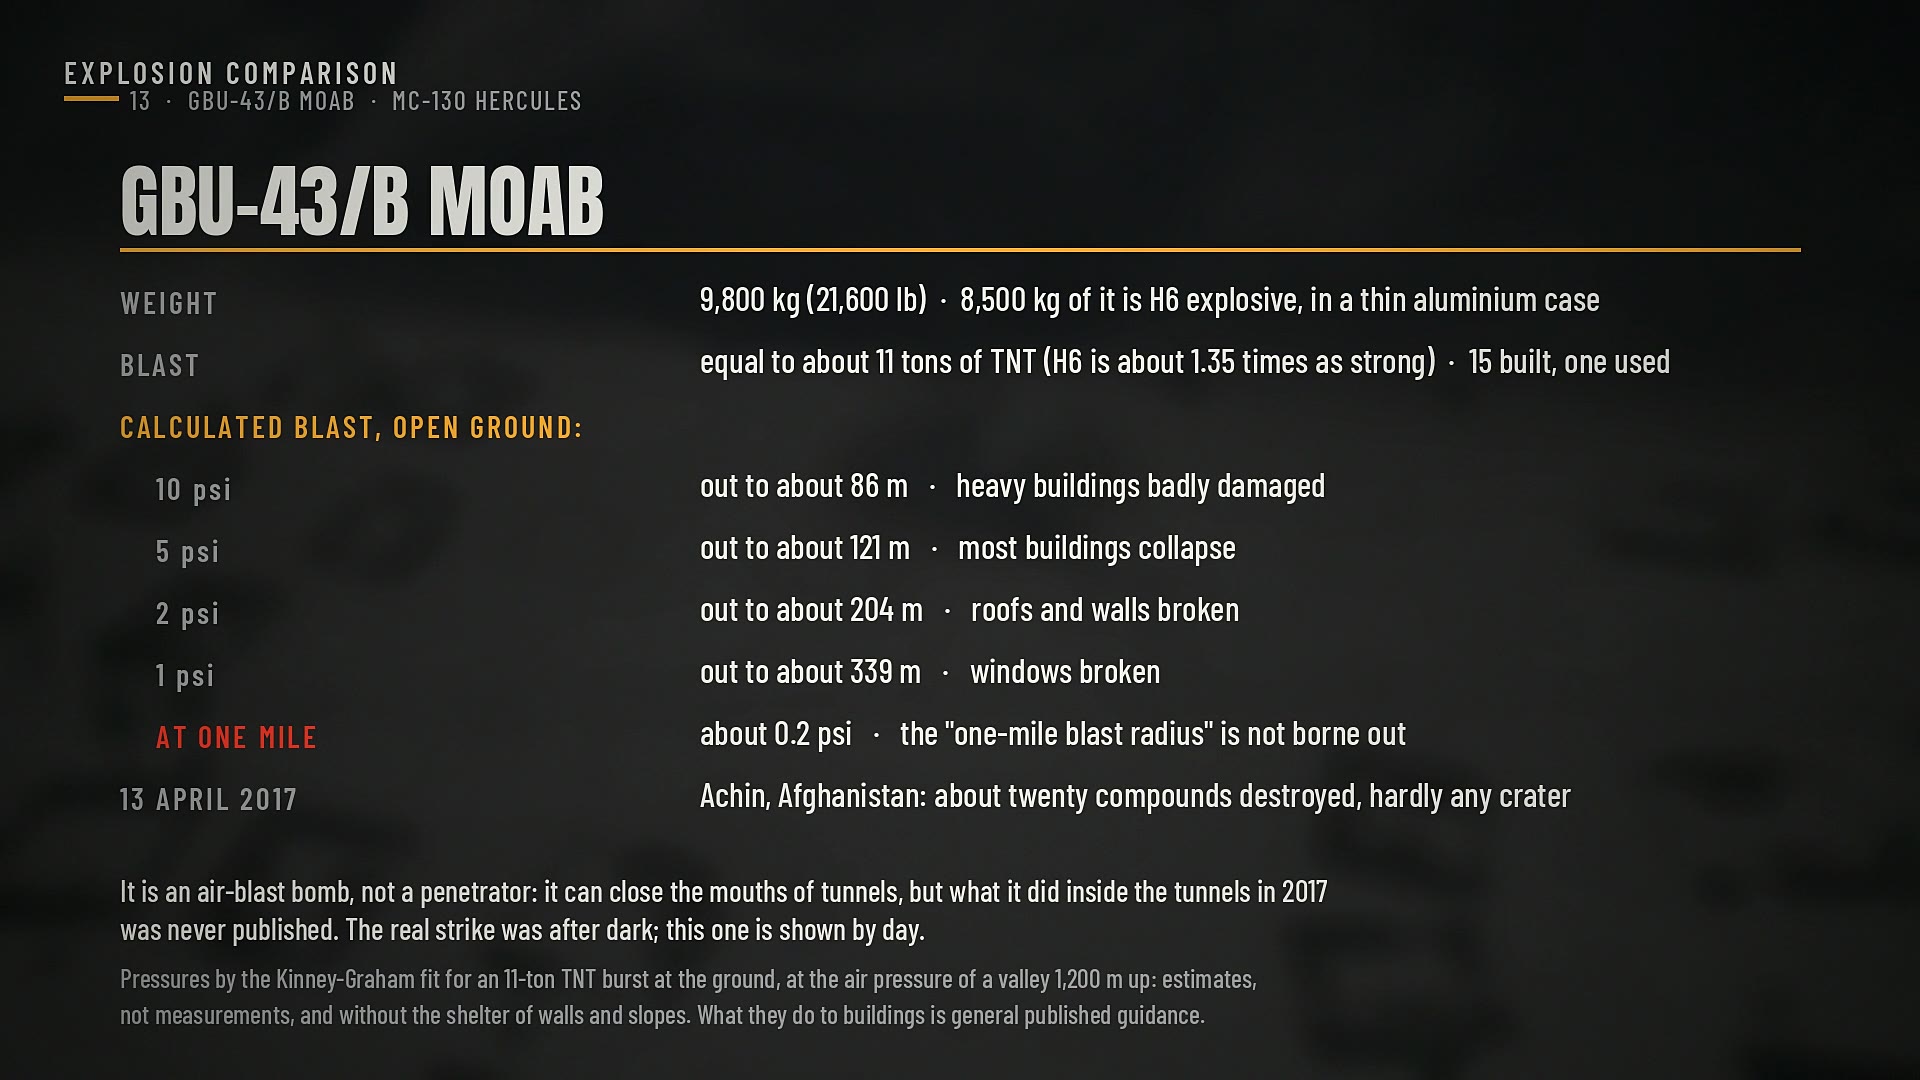 EXPLOSION COMPARISON
13 · GBU-43/B MOAB · MC-130 HERCULES
GBU-43/B MOAB
WEIGHT 9,800 kg (21,600 lb) · 8,500 kg of it is H6 explosive, in a thin aluminium case
BLAST equal to about 11 tons of TNT (H6 is about 1.35 times as strong) · 15 built, one used
CALCULATED BLAST, OPEN GROUND:
10 psi out to about 86 m · heavy buildings badly damaged
5 psi out to about 121 m · most buildings collapse
2 psi out to about 204 m · roofs and walls broken
1 psi out to about 339 m · windows broken
AT ONE MILE about 0.2 psi · the "one-mile blast radius" is not borne out
13 APRIL 2017 Achin, Afghanistan: about twenty compounds destroyed, hardly any crater
It is an air-blast bomb, not a penetrator: it can close the mouths of tunnels, but what it did inside the tunnels in 2017
was never published. The real strike was after dark; this one is shown by day.
Pressures by the Kinney-Graham fit for an 11-ton TNT burst at the ground, at the air pressure of a valley 1,200 m up: estimates,
not measurements, and without the shelter of walls and slopes. What they do to buildings is general published guidance.